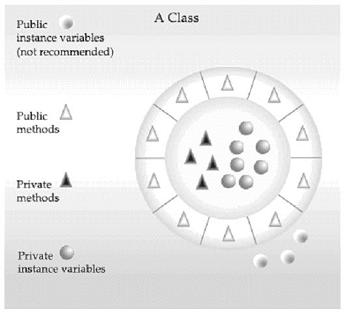 A Class
Public
instance variables
(not recommended)
Public
methods
Private
methods
Private
instance variables